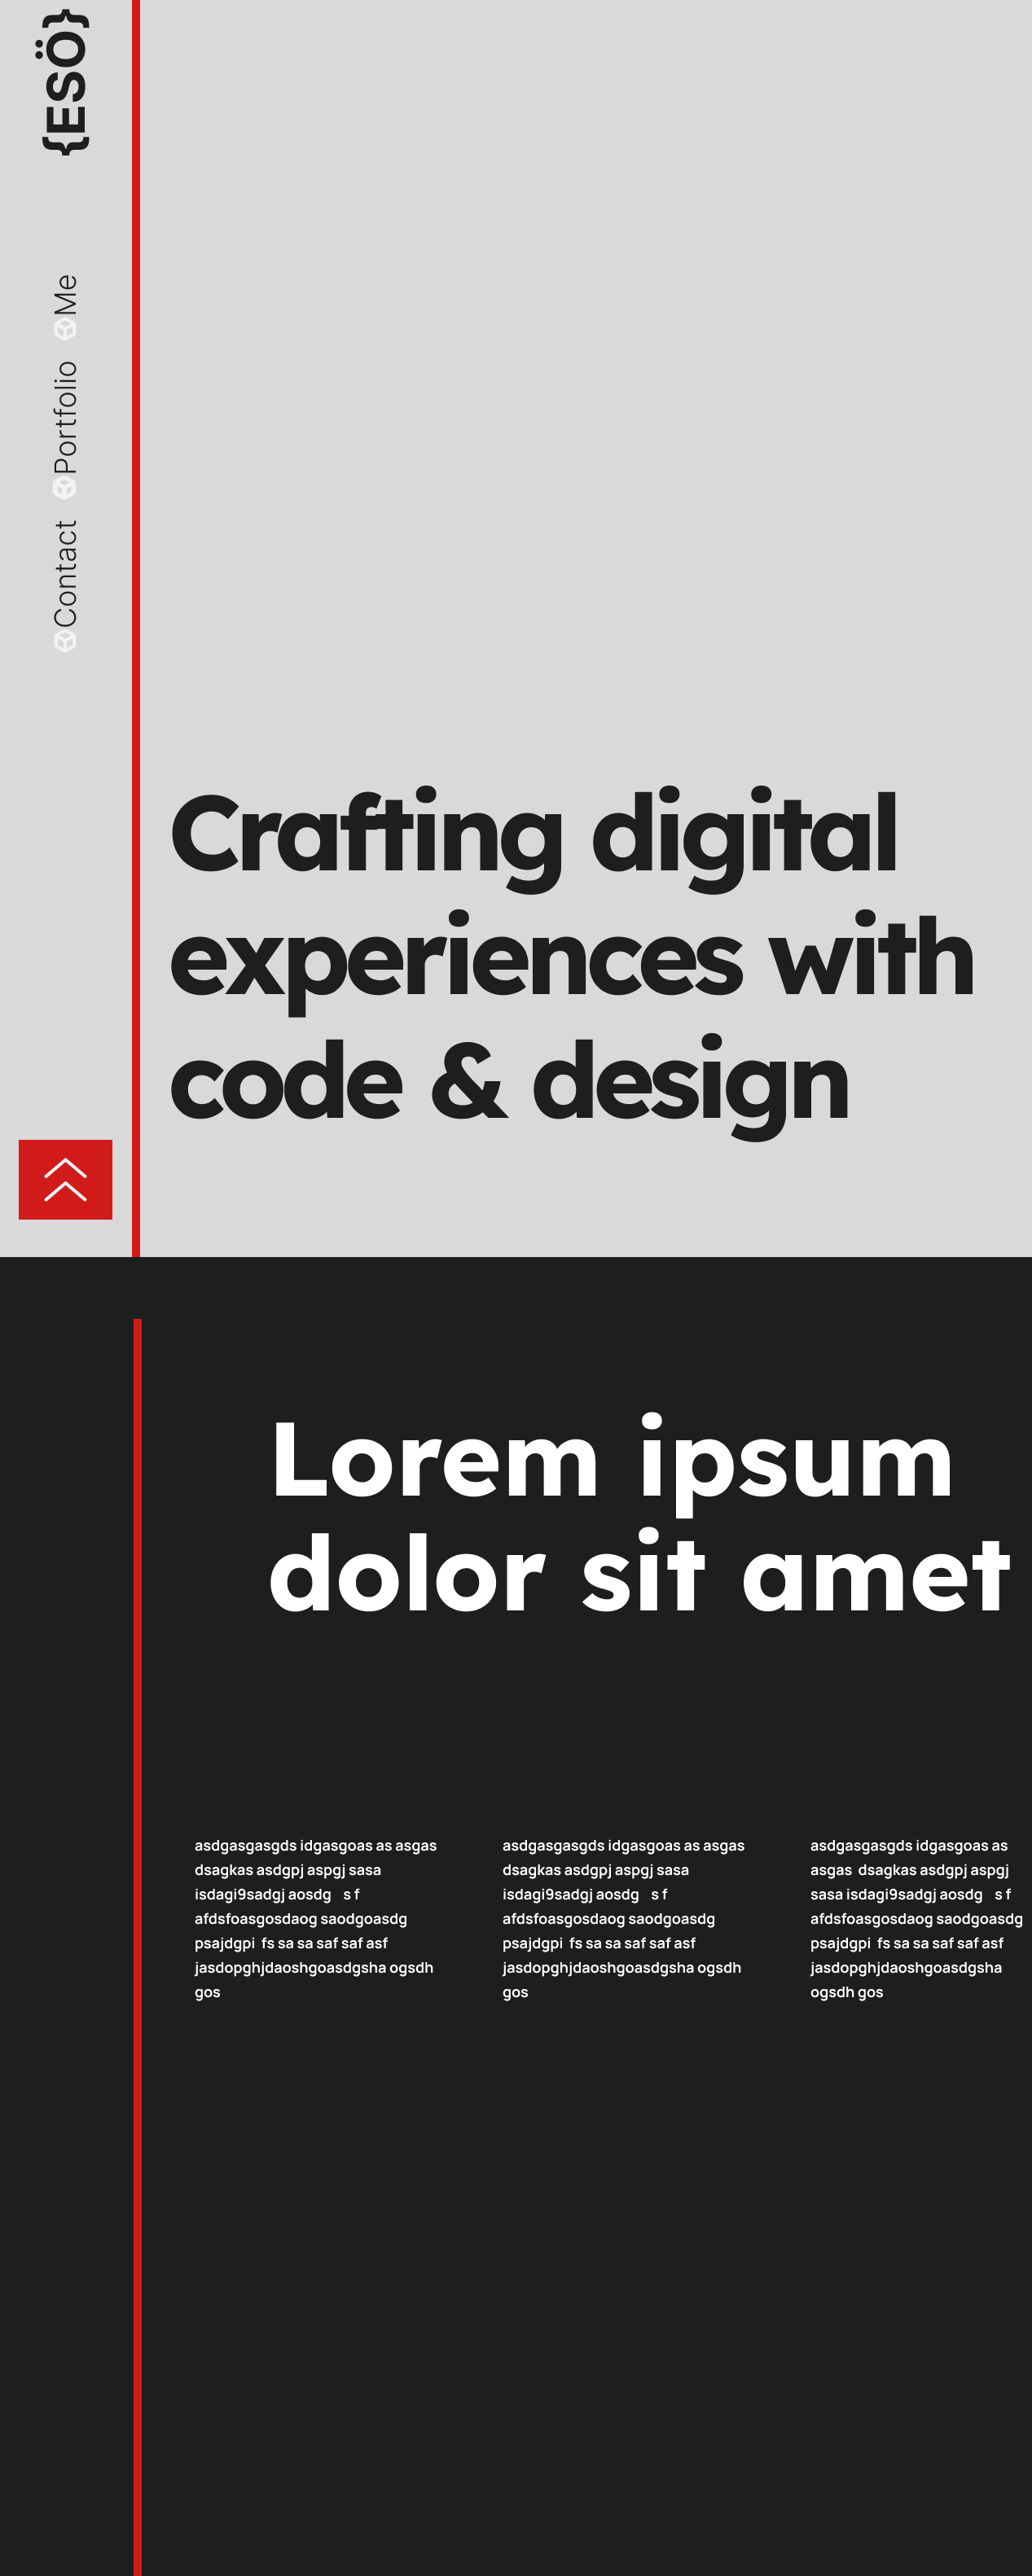 {ESÖ}
Me
Portfolio
Contact
Crafting digital
experiences with
code & design
Lorem ipsum
dolor sit amet
asdgasgasgds idgasgoas as asgas
dsagkas asdgpj aspgj sasa
isdagi9sadgj aosdg   s f
afdsfoasgosdaog saodgoasdg
psajdgpi  fs sa sa saf saf asf
jasdopghjdaoshgoasdgsha ogsdh
gos
asdgasgasgds idgasgoas as asgas
dsagkas asdgpj aspgj sasa
isdagi9sadgj aosdg   s f
afdsfoasgosdaog saodgoasdg
psajdgpi  fs sa sa saf saf asf
jasdopghjdaoshgoasdgsha ogsdh
gos
asdgasgasgds idgasgoas as
asgas  dsagkas asdgpj aspgj
sasa isdagi9sadgj aosdg   s f
afdsfoasgosdaog saodgoasdg
psajdgpi  fs sa sa saf saf asf
jasdopghjdaoshgoasdgsha
ogsdh gos